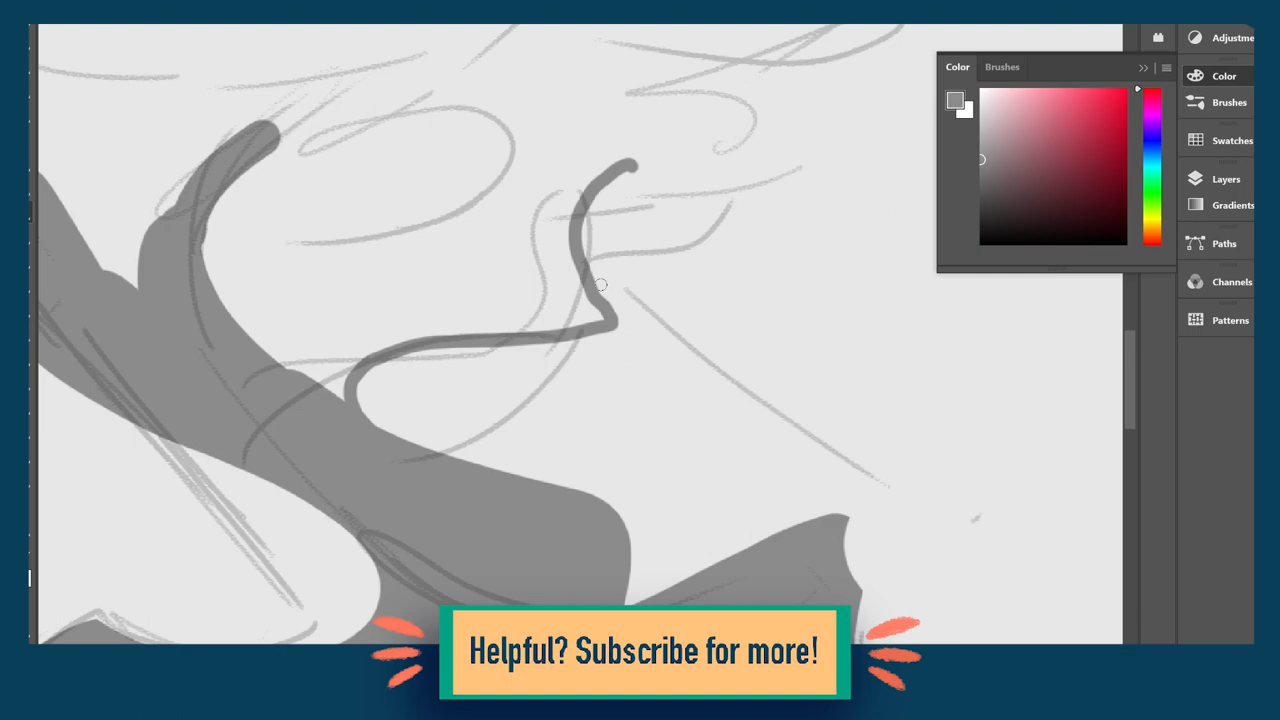 Adjustme
Color
Brushes
Color
Brushes
Swatches
Layers
Gradients
Paths
Channels
Patterns
Helpful? Subscribe for more!